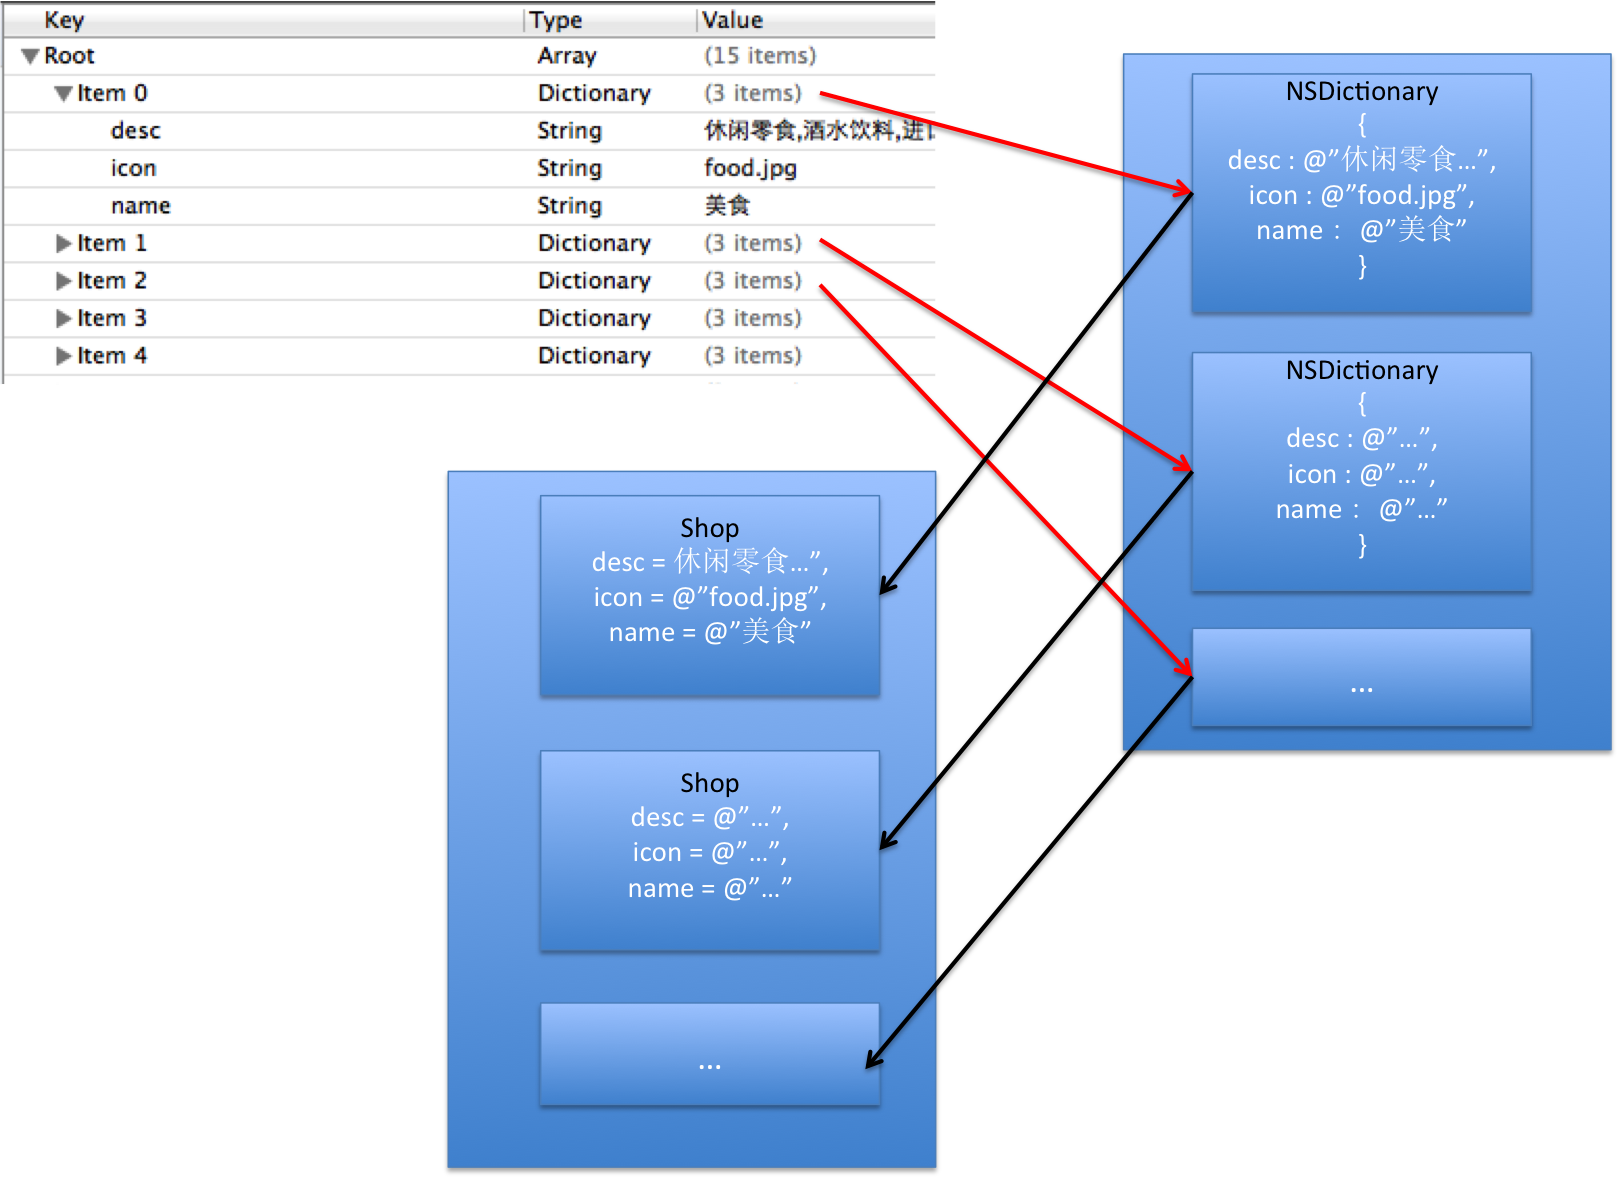 Key Type Value
Root Array (15 items)
Item 0 Dictionary (3 items)
desc String 休闲零食,酒水饮料,进
icon String food.jpg
name String 美食
Item 1 Dictionary (3 items)
Item 2 Dictionary (3 items)
Item 3 Dictionary (3 items)
Item 4 Dictionary (3 items)
NSDictionary
{
desc : @”休闲零食...”,
icon : @”food.jpg”,
name： @”美食”
}
NSDictionary
{
desc : @”...”,
icon : @”...”,
name： @”...”
}
...
Shop
desc = 休闲零食...”,
icon = @”food.jpg”,
name = @”美食”
Shop
desc = @”...”,
icon = @”...”,
name = @”...”
...